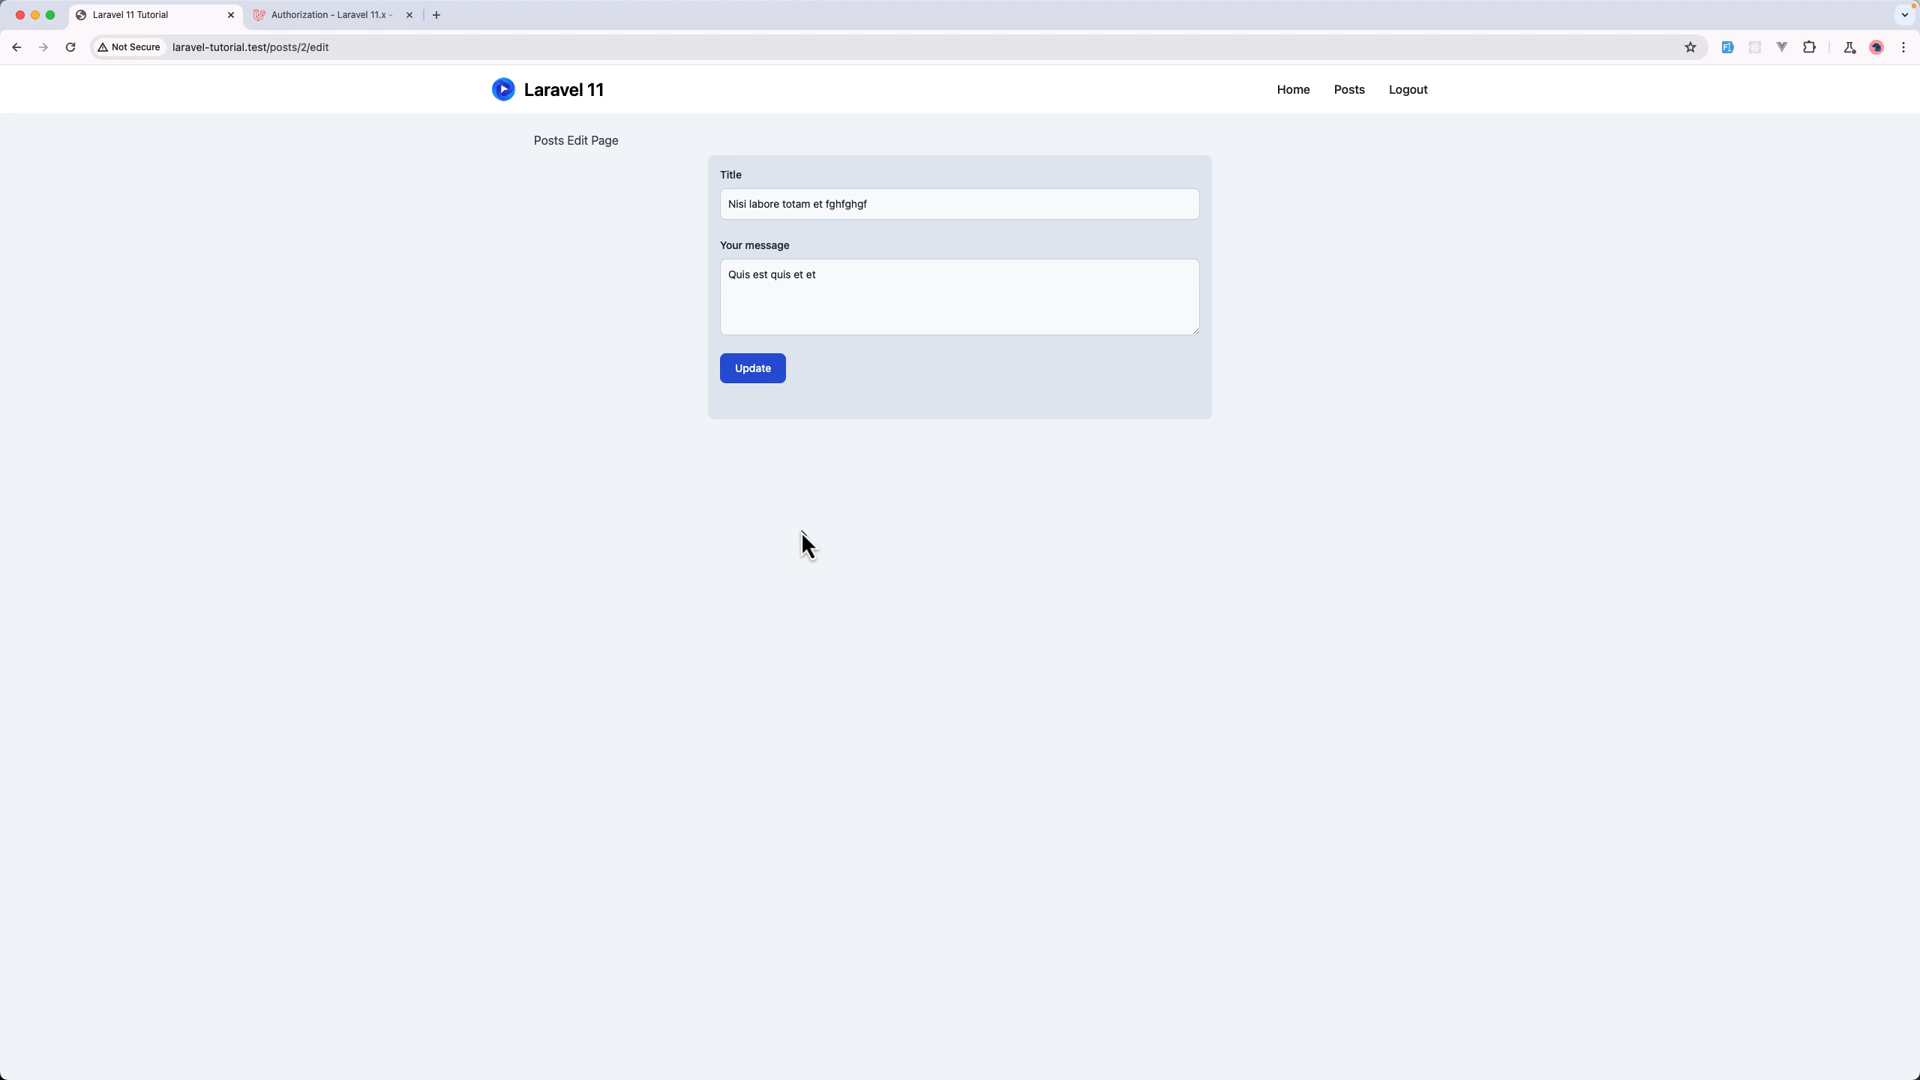 Laravel 11 Tutorial
Authorization - Laravel 11.x -
Not Secure
laravel-tutorial.test/posts/2/edit
Laravel 11
Home
Posts
Logout
Posts Edit Page
Title
Nisi labore totam et fghfghgf
Your message
Quis est quis et et
Update